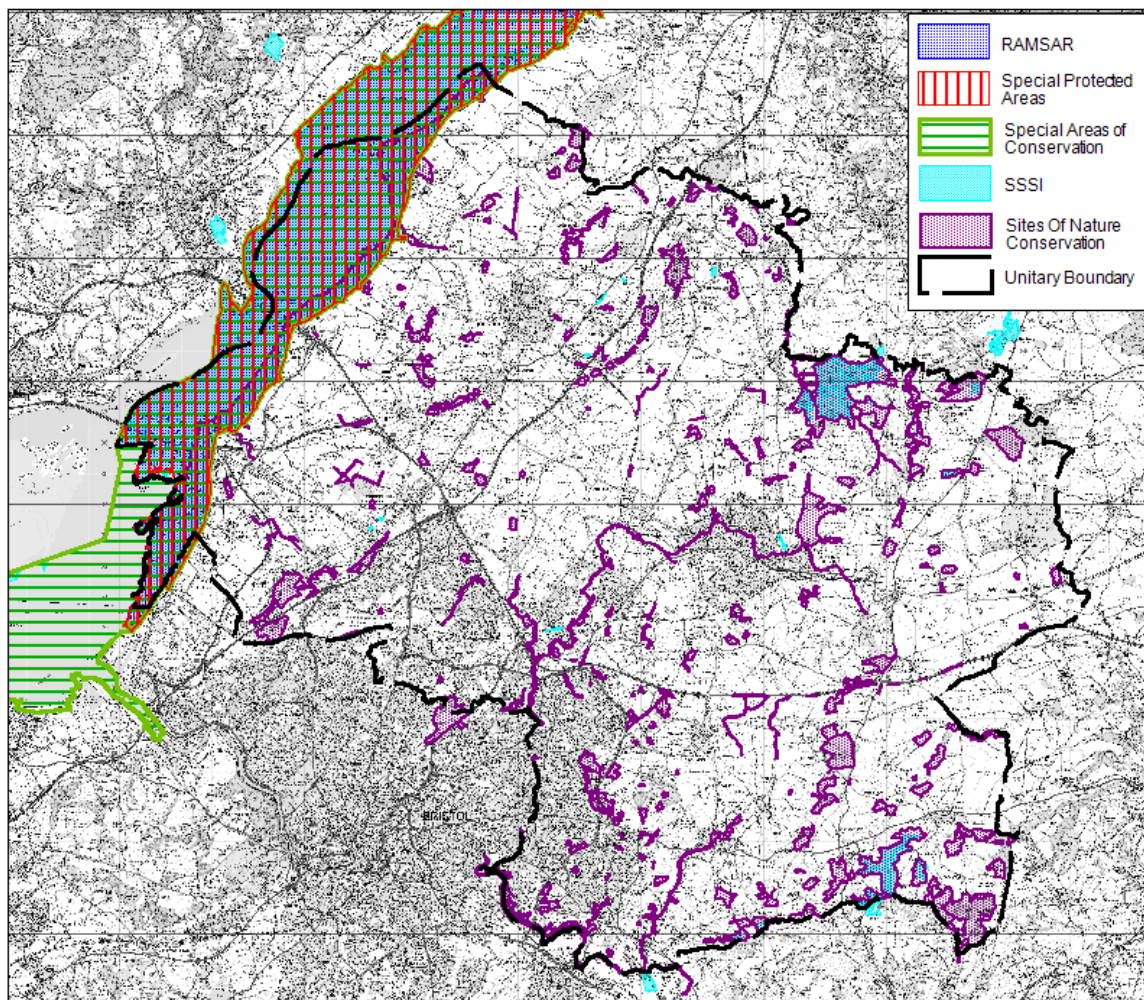 RAMSAR
Special Protected
Areas
Special Areas of
Conservation
SSSI
Sites Of Nature
Conservation
Unitary Boundary
BRISTOL